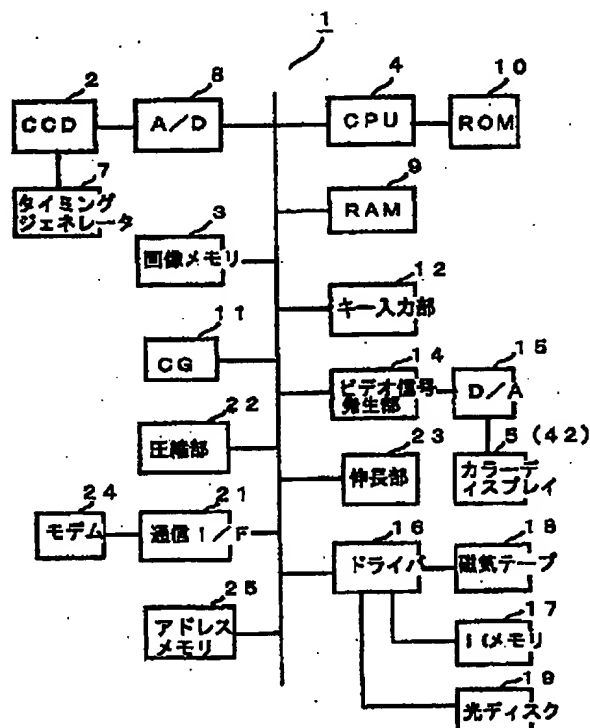 1
2
8
4
10
CCD
A/D
CPU
ROM
7
タイミング
ジェネレータ
9
RAM
3
画像メモリ
12
キー入力部
11
CG
14
ビデオ信号
発生部
15
D/A
22
圧縮部
23
伸長部
5(42)
カラーデ
ィスプレイ
24
モデム
21
通信I/F
16
ドライバ
18
磁気テープ
25
アドレス
メモリ
17
ICメモリ
19
光ディスク